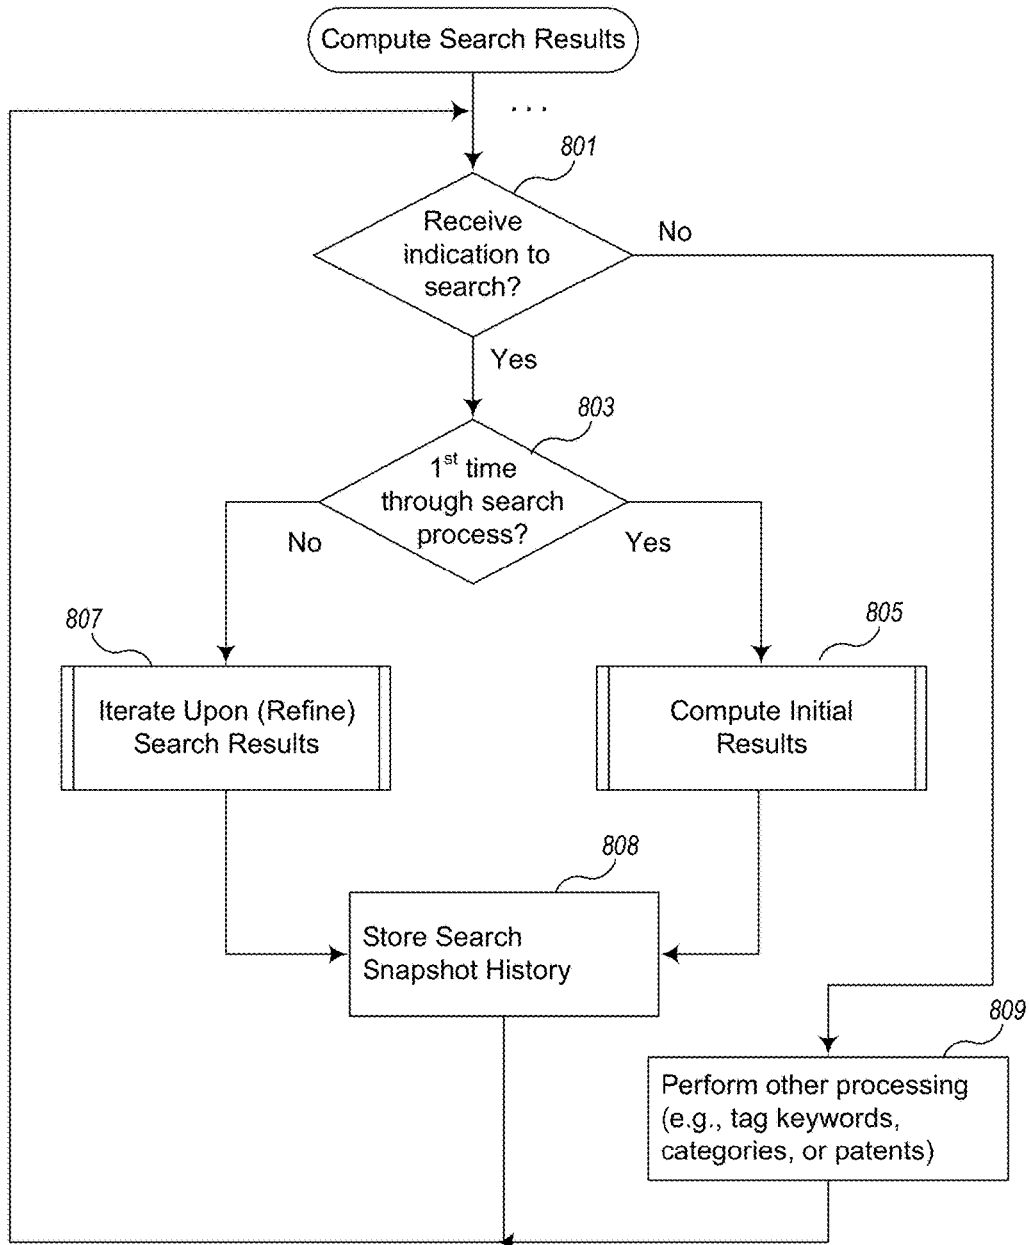 Compute Search Results
. . .
801
Receive
indication to
search?
No
Yes
803
1st time
through search
process?
No
Yes
807
805
Iterate Upon (Refine)
Search Results
Compute Initial
Results
808
Store Search
Snapshot History
809
Perform other processing
(e.g., tag keywords,
categories, or patents)